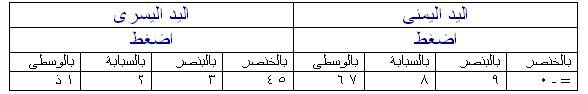 اليد اليمنى اليد اليسرى
اضغط اضغط
بالخنصر بالبنصر بالسبابة بالوسطى بالخنصر بالبنصر بالسبابة بالوسطى
٠ - = ٩ ٨ ٧ ٦ ٥ ٤ ٣ ٢ ذ ١